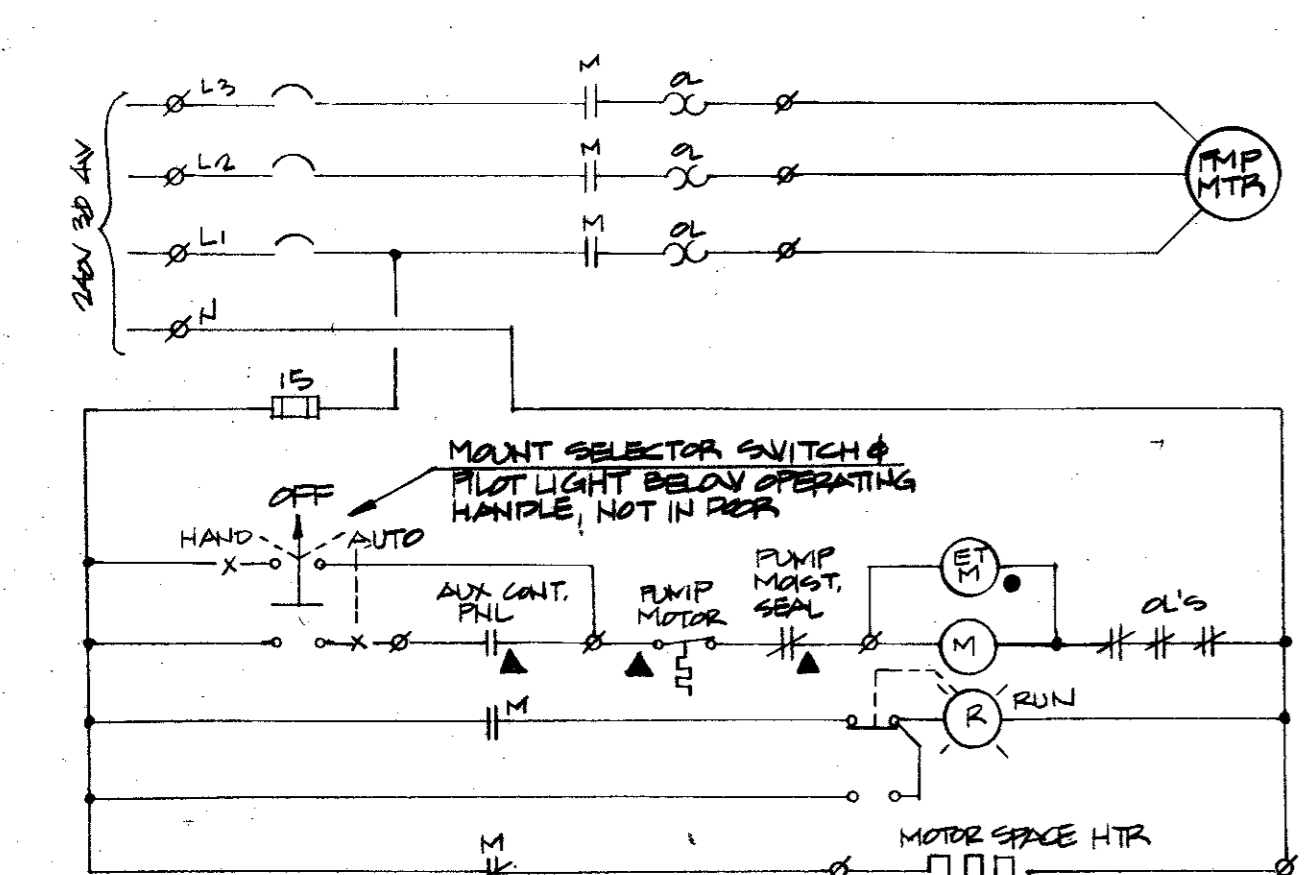 M
OL
L3
M
OL
L2
PMP
MTR
M
OL
L1
240V 3Ø 4W
N
15
MOUNT SELECTOR SWITCH &
PILOT LIGHT BELOW OPERATING
HANDLE, NOT IN DOOR
OFF
HAND
AUTO
X
AUX CONT.
PNL
PUMP
MOTOR
PUMP
MOIST.
SEAL
ET
M
OL'S
X
M
M
R
RUN
M
MOTOR SPACE HTR